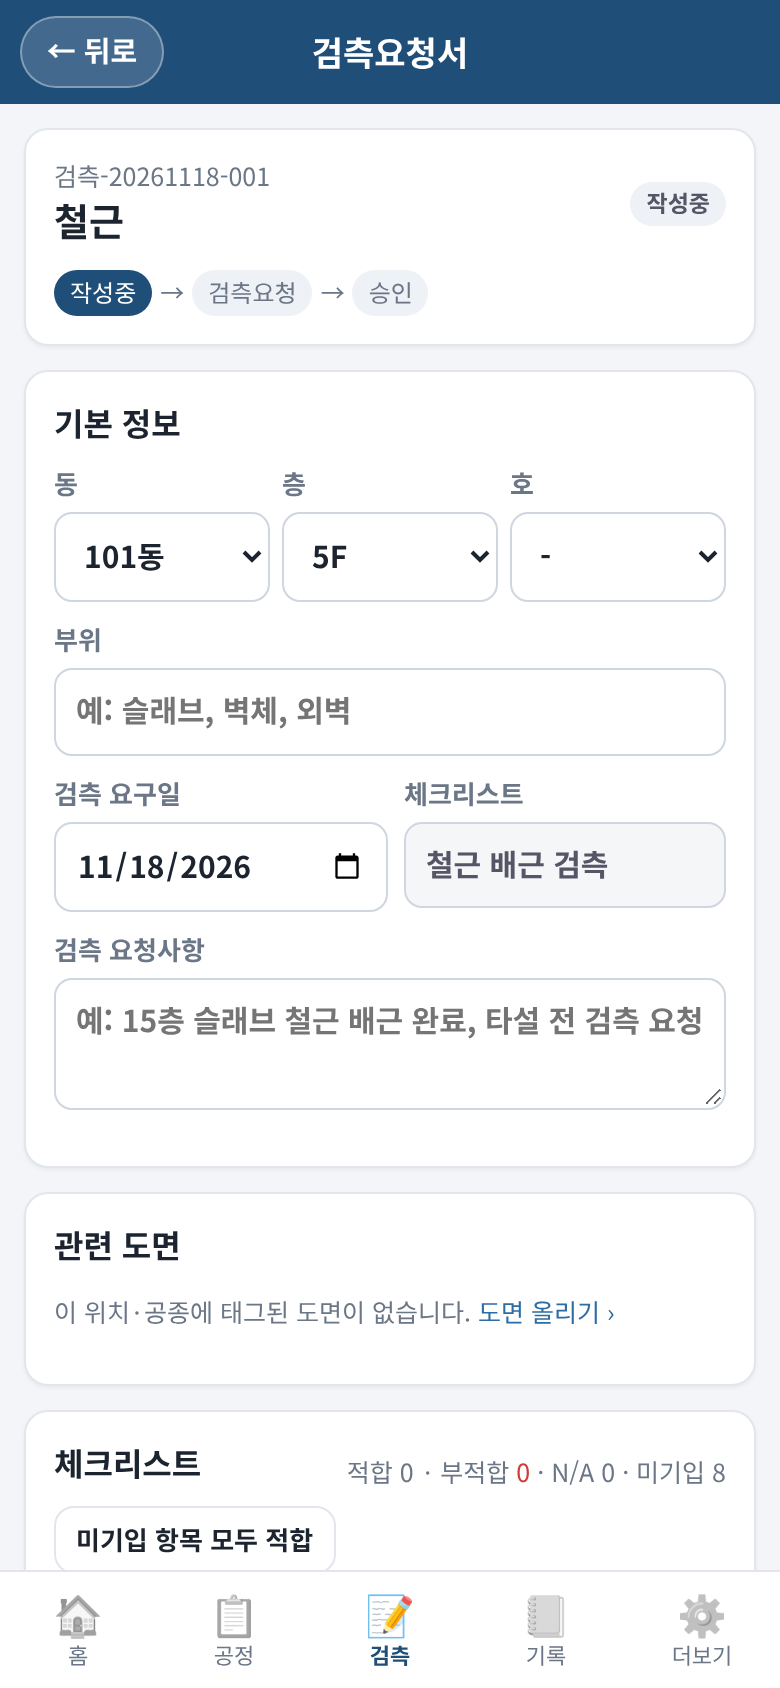 ← 뒤로
검측요청서
검측-20261118-001
철근
작성중
작성중 → 검측요청 → 승인
기본 정보
동 층 호
101동 5F -
부위
예: 슬래브, 벽체, 외벽
검측 요구일 체크리스트
11/18/2026 철근 배근 검측
검측 요청사항
예: 15층 슬래브 철근 배근 완료, 타설 전 검측 요청
관련 도면
이 위치·공종에 태그된 도면이 없습니다. 도면 올리기 ›
체크리스트
적합 0 · 부적합 0 · N/A 0 · 미기입 8
미기입 항목 모두 적합
홈 공정 검측 기록 더보기